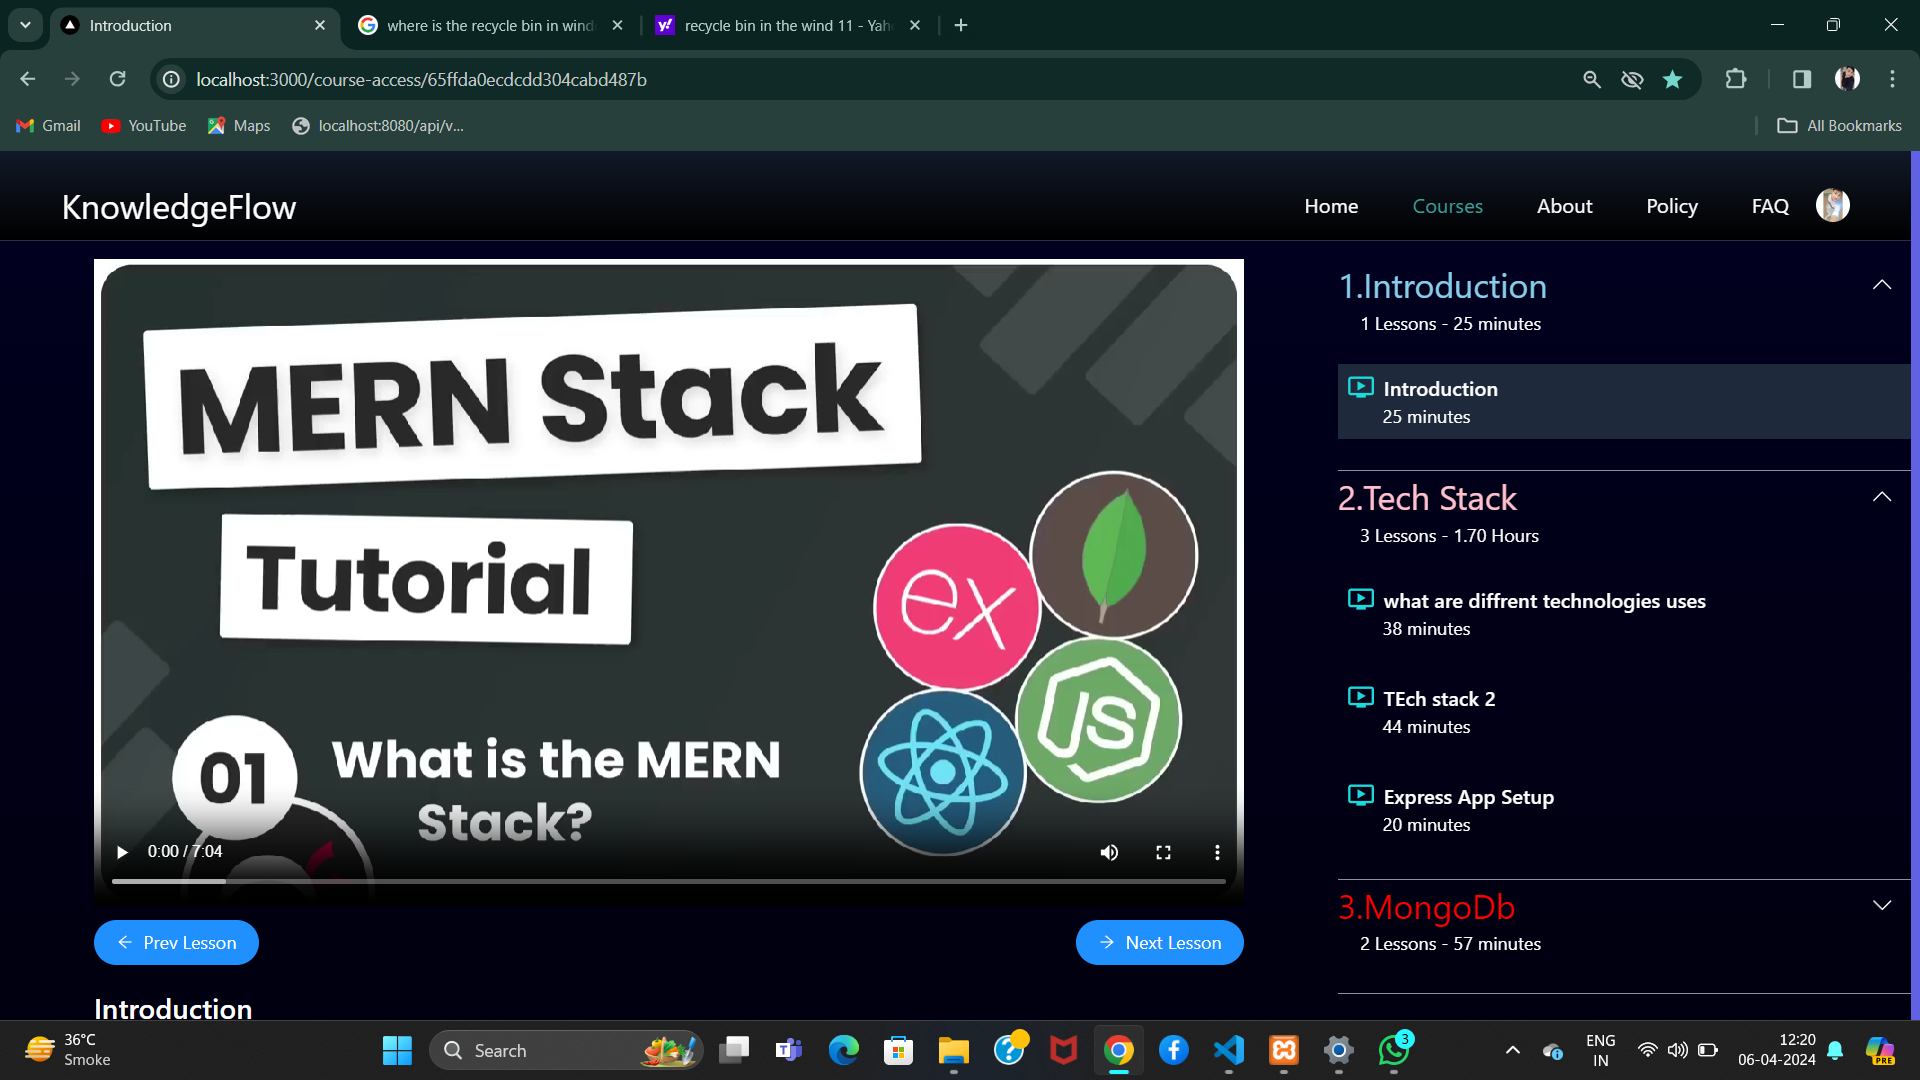 Introduction
where is the recycle bin in wind
recycle bin in the wind 11 - Yah
localhost:3000/course-access/65ffda0ecdcdd304cabd487b
Gmail
YouTube
Maps
localhost:8080/api/v...
All Bookmarks
KnowledgeFlow
Home
Courses
About
Policy
FAQ
MERN Stack
Tutorial
ex
JS
01
What is the MERN
Stack?
0:00 / 7:04
Prev Lesson
Next Lesson
Introduction
1.Introduction
1 Lessons - 25 minutes
Introduction
25 minutes
2.Tech Stack
3 Lessons - 1.70 Hours
what are diffrent technologies uses
38 minutes
TEch stack 2
44 minutes
Express App Setup
20 minutes
3.MongoDb
2 Lessons - 57 minutes
36°C
Smoke
Search
3
ENG
IN
12:20
06-04-2024
PRE